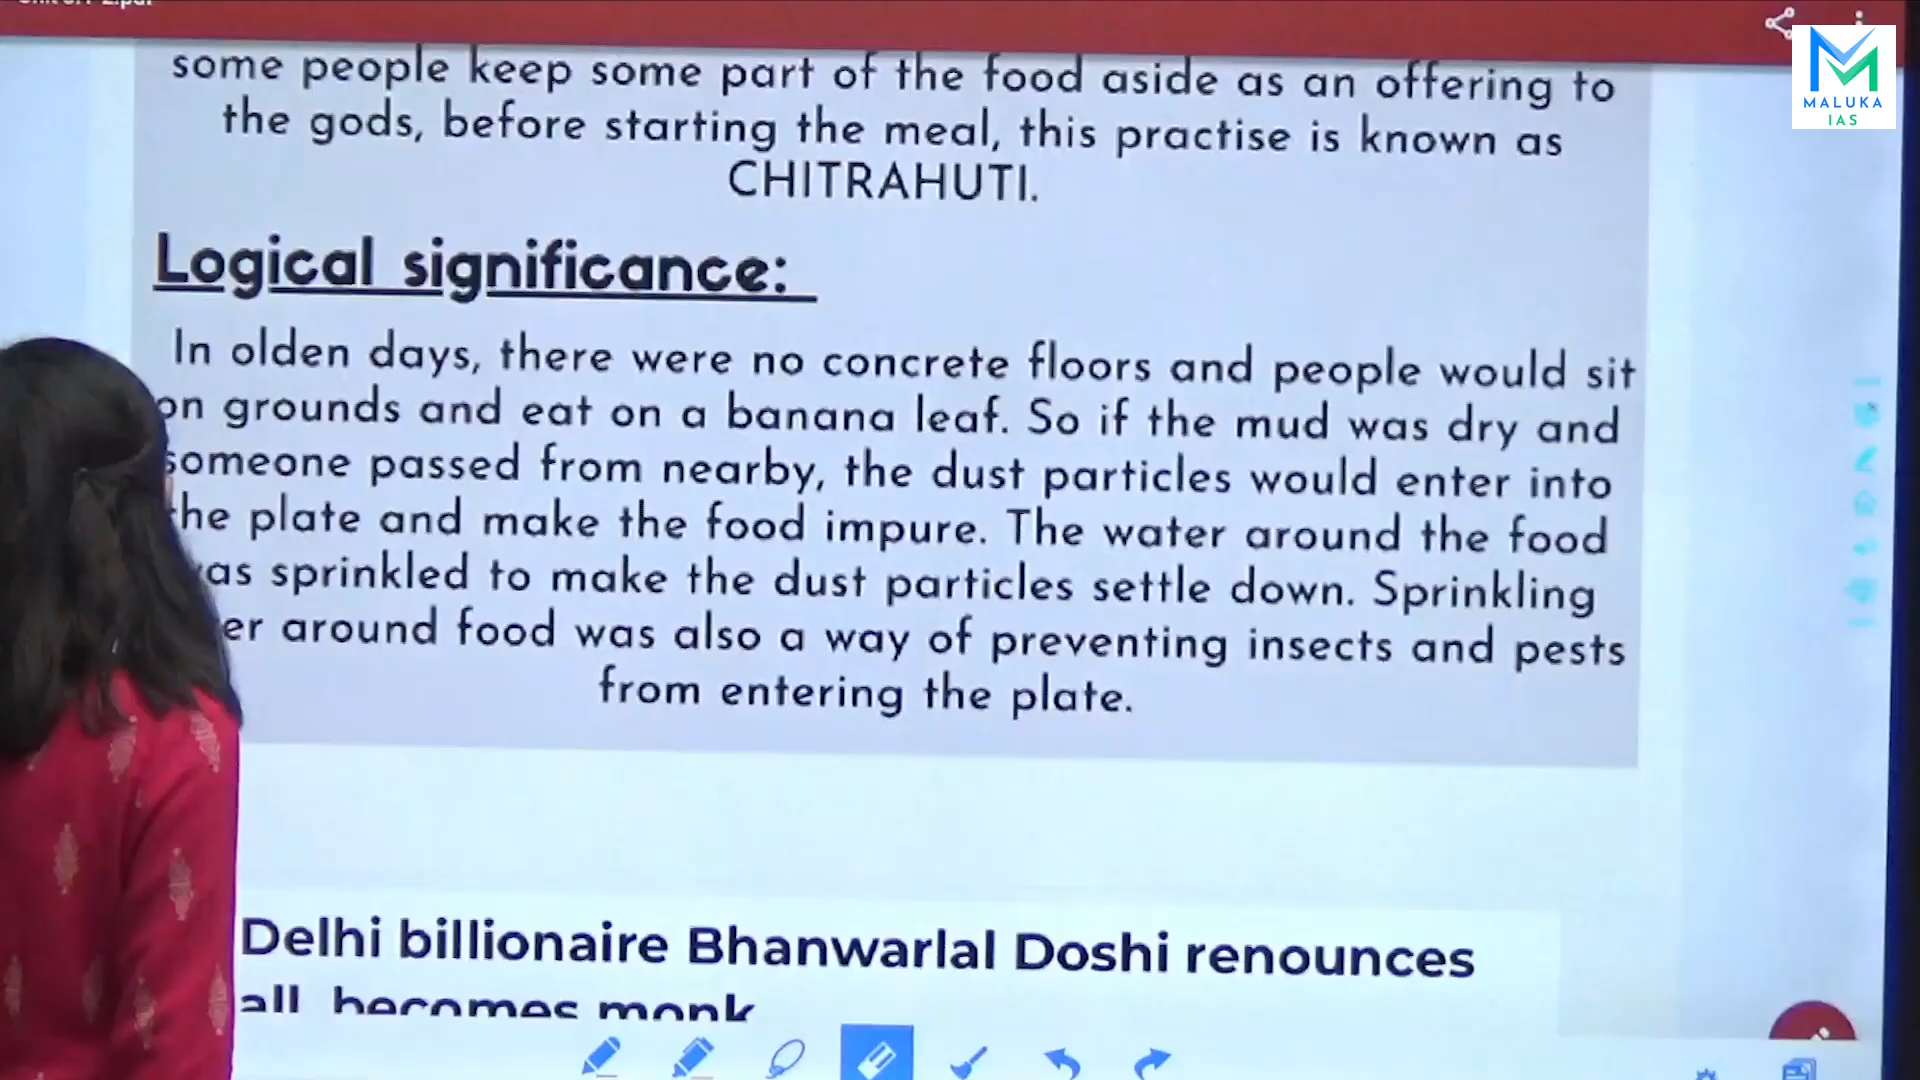 some people keep some part of the food aside as an offering to
the gods, before starting the meal, this practise is known as
CHITRAHUTI.
Logical significance:
In olden days, there were no concrete floors and people would sit
on grounds and eat on a banana leaf. So if the mud was dry and
someone passed from nearby, the dust particles would enter into
the plate and make the food impure. The water around the food
was sprinkled to make the dust particles settle down. Sprinkling
er around food was also a way of preventing insects and pests
from entering the plate.
Delhi billionaire Bhanwarlal Doshi renounces
all, becomes monk
MALUKA
IAS